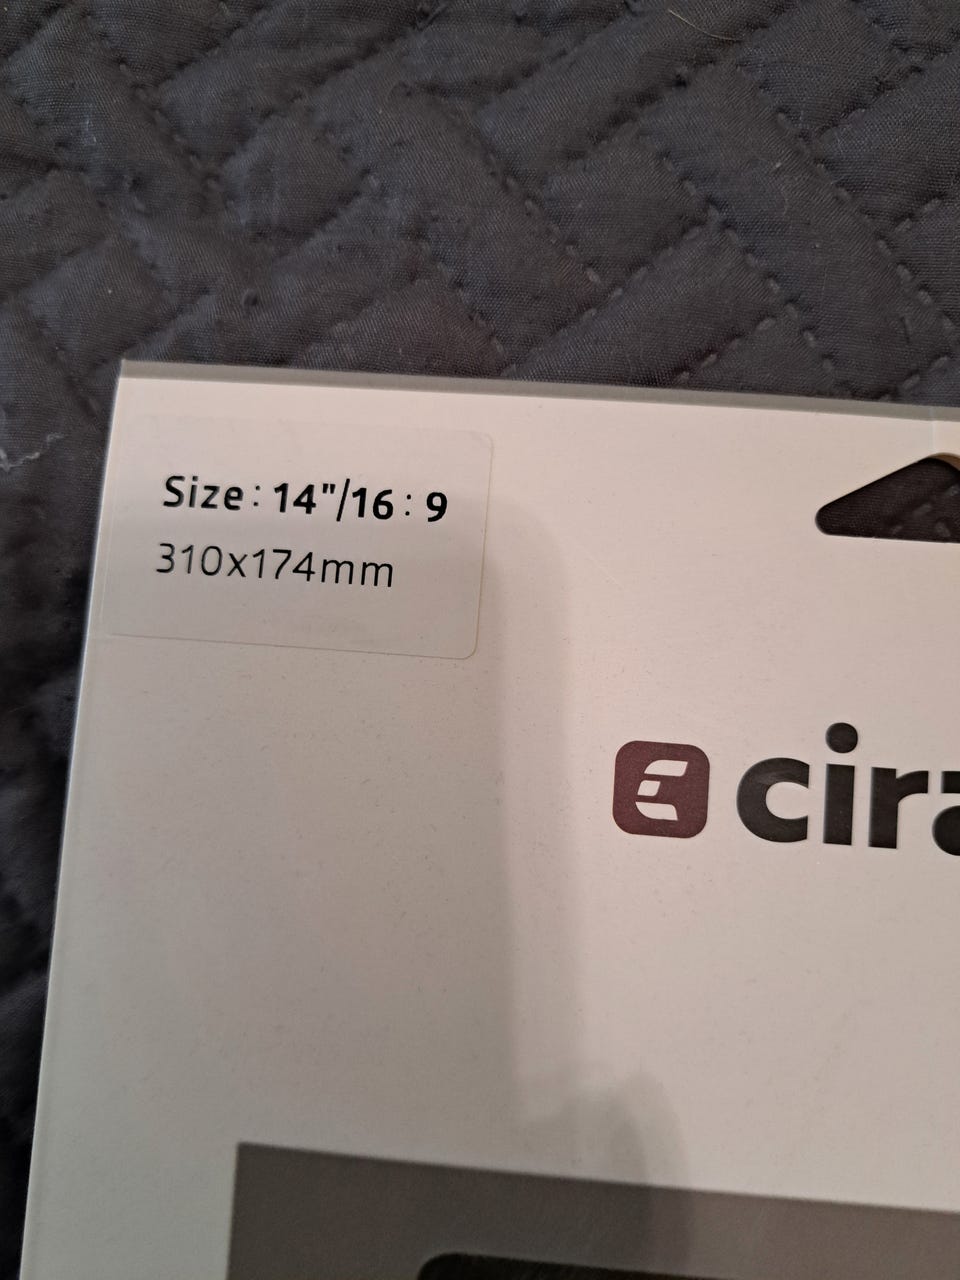 Size: 14"/16 : 9
310x174mm
cira